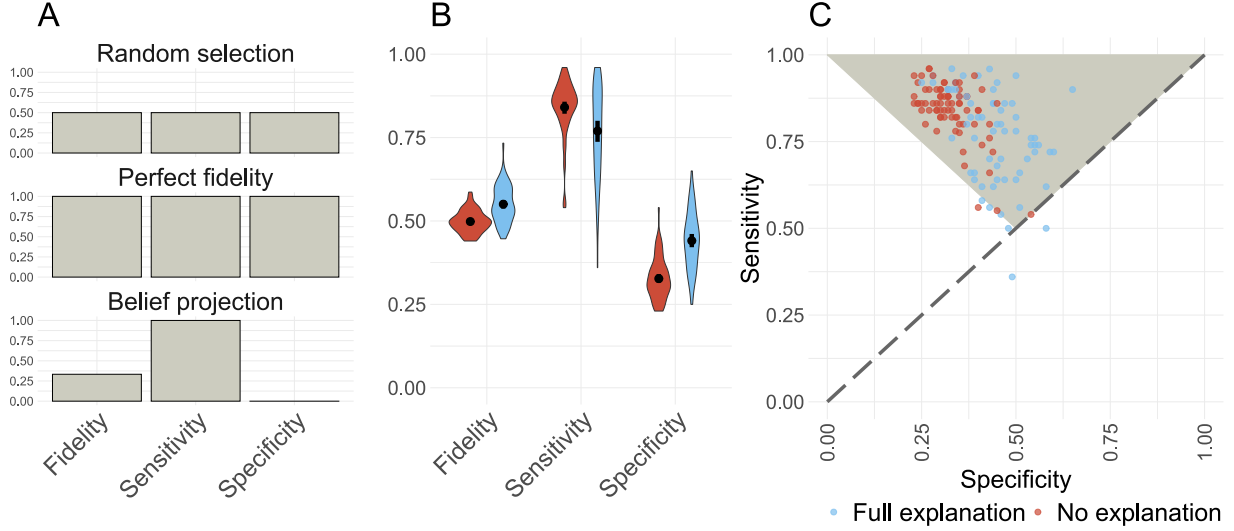 A
Random selection
1.00
0.75
0.50
0.25
0.00
Perfect fidelity
1.00
0.75
0.50
0.25
0.00
Belief projection
1.00
0.75
0.50
0.25
0.00
Fidelity
Sensitivity
Specificity
B
1.00
0.75
0.50
0.25
0.00
Fidelity
Sensitivity
Specificity
C
Sensitivity
1.00
0.75
0.50
0.25
0.00
0.00
0.25
0.50
0.75
1.00
Specificity
Full explanation No explanation